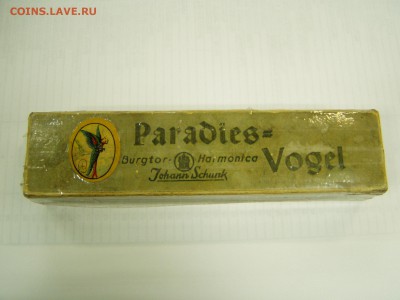 COINS.LAVE.RU
Paradies=
Vogel
Burgtor- Harmonica
Johann Schunk